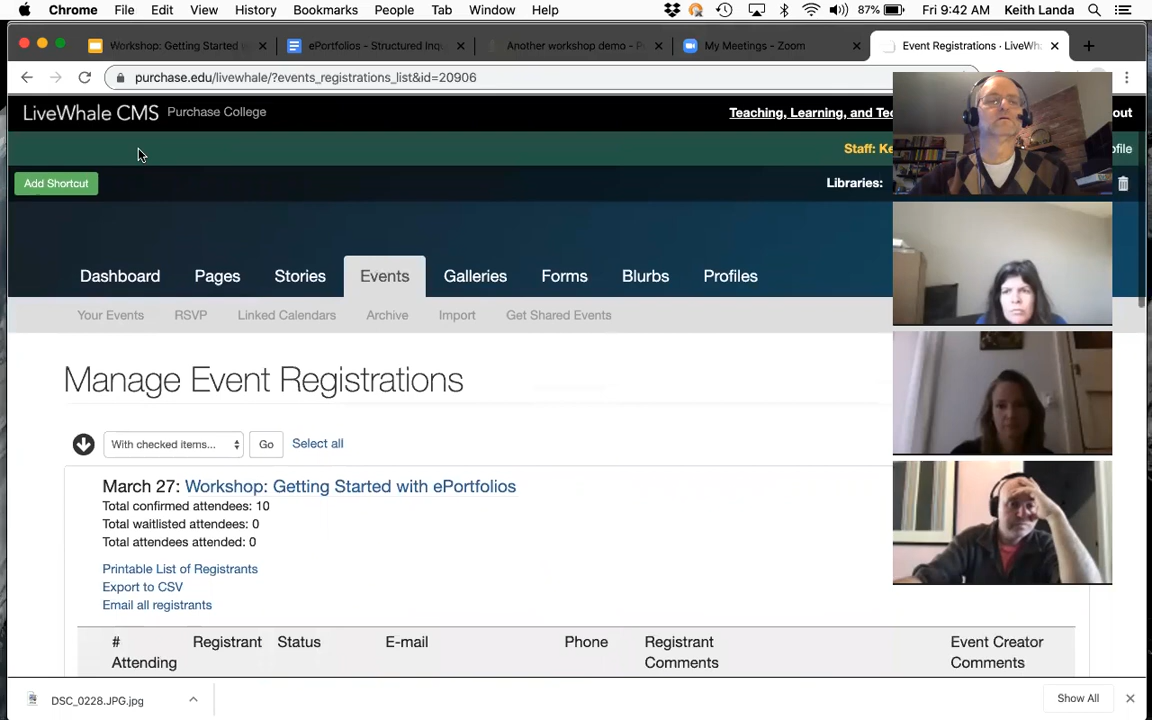 Chrome File Edit View History Bookmarks People Tab Window Help 87% Fri 9:42 AM Keith Landa
Workshop: Getting Started ePortfolios - Structured Inqu Another workshop demo - P My Meetings - Zoom Event Registrations · LiveWh
purchase.edu/livewhale/?events_registrations_list&id=20906
LiveWhale CMS Purchase College Teaching, Learning, and Tec out
Staff: Ke ofile
Add Shortcut Libraries:
Dashboard Pages Stories Events Galleries Forms Blurbs Profiles
Your Events RSVP Linked Calendars Archive Import Get Shared Events
Manage Event Registrations
With checked items... Go Select all
March 27: Workshop: Getting Started with ePortfolios
Total confirmed attendees: 10
Total waitlisted attendees: 0
Total attendees attended: 0
Printable List of Registrants
Export to CSV
Email all registrants
# Attending Registrant Status E-mail Phone Registrant Comments Event Creator Comments
DSC_0228.JPG.jpg Show All